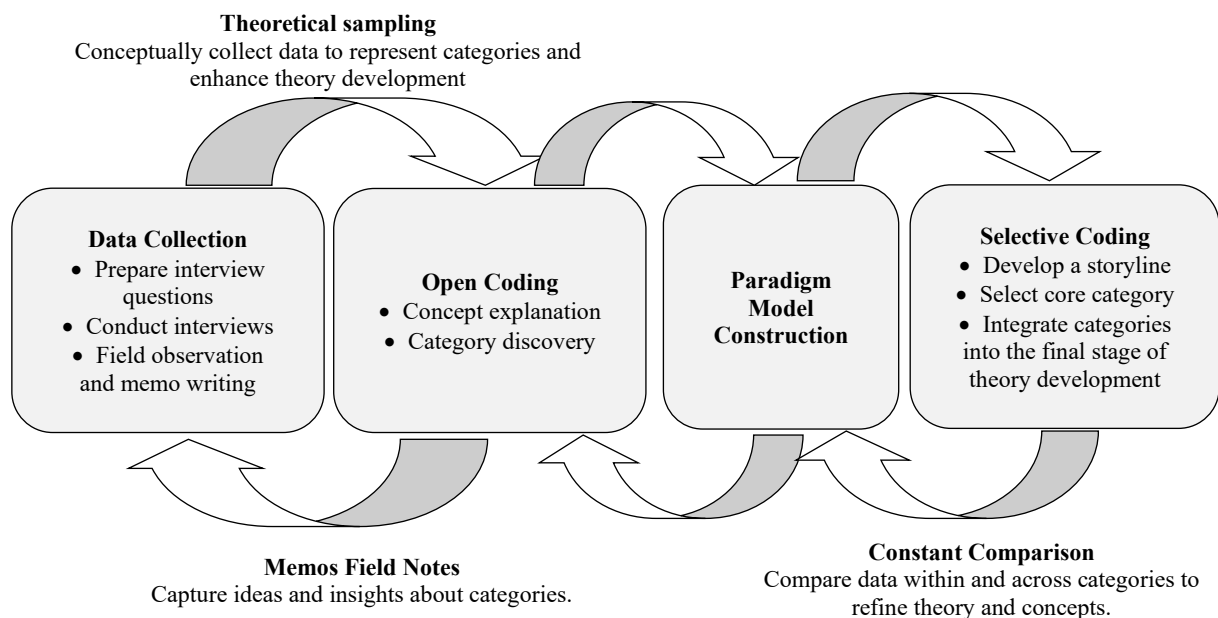 Theoretical sampling
Conceptually collect data to represent categories and
enhance theory development
Data Collection
• Prepare interview
questions
• Conduct interviews
• Field observation
and memo writing
Open Coding
• Concept explanation
• Category discovery
Paradigm
Model
Construction
Selective Coding
• Develop a storyline
• Select core category
• Integrate categories
into the final stage of
theory development
Memos Field Notes
Capture ideas and insights about categories.
Constant Comparison
Compare data within and across categories to
refine theory and concepts.